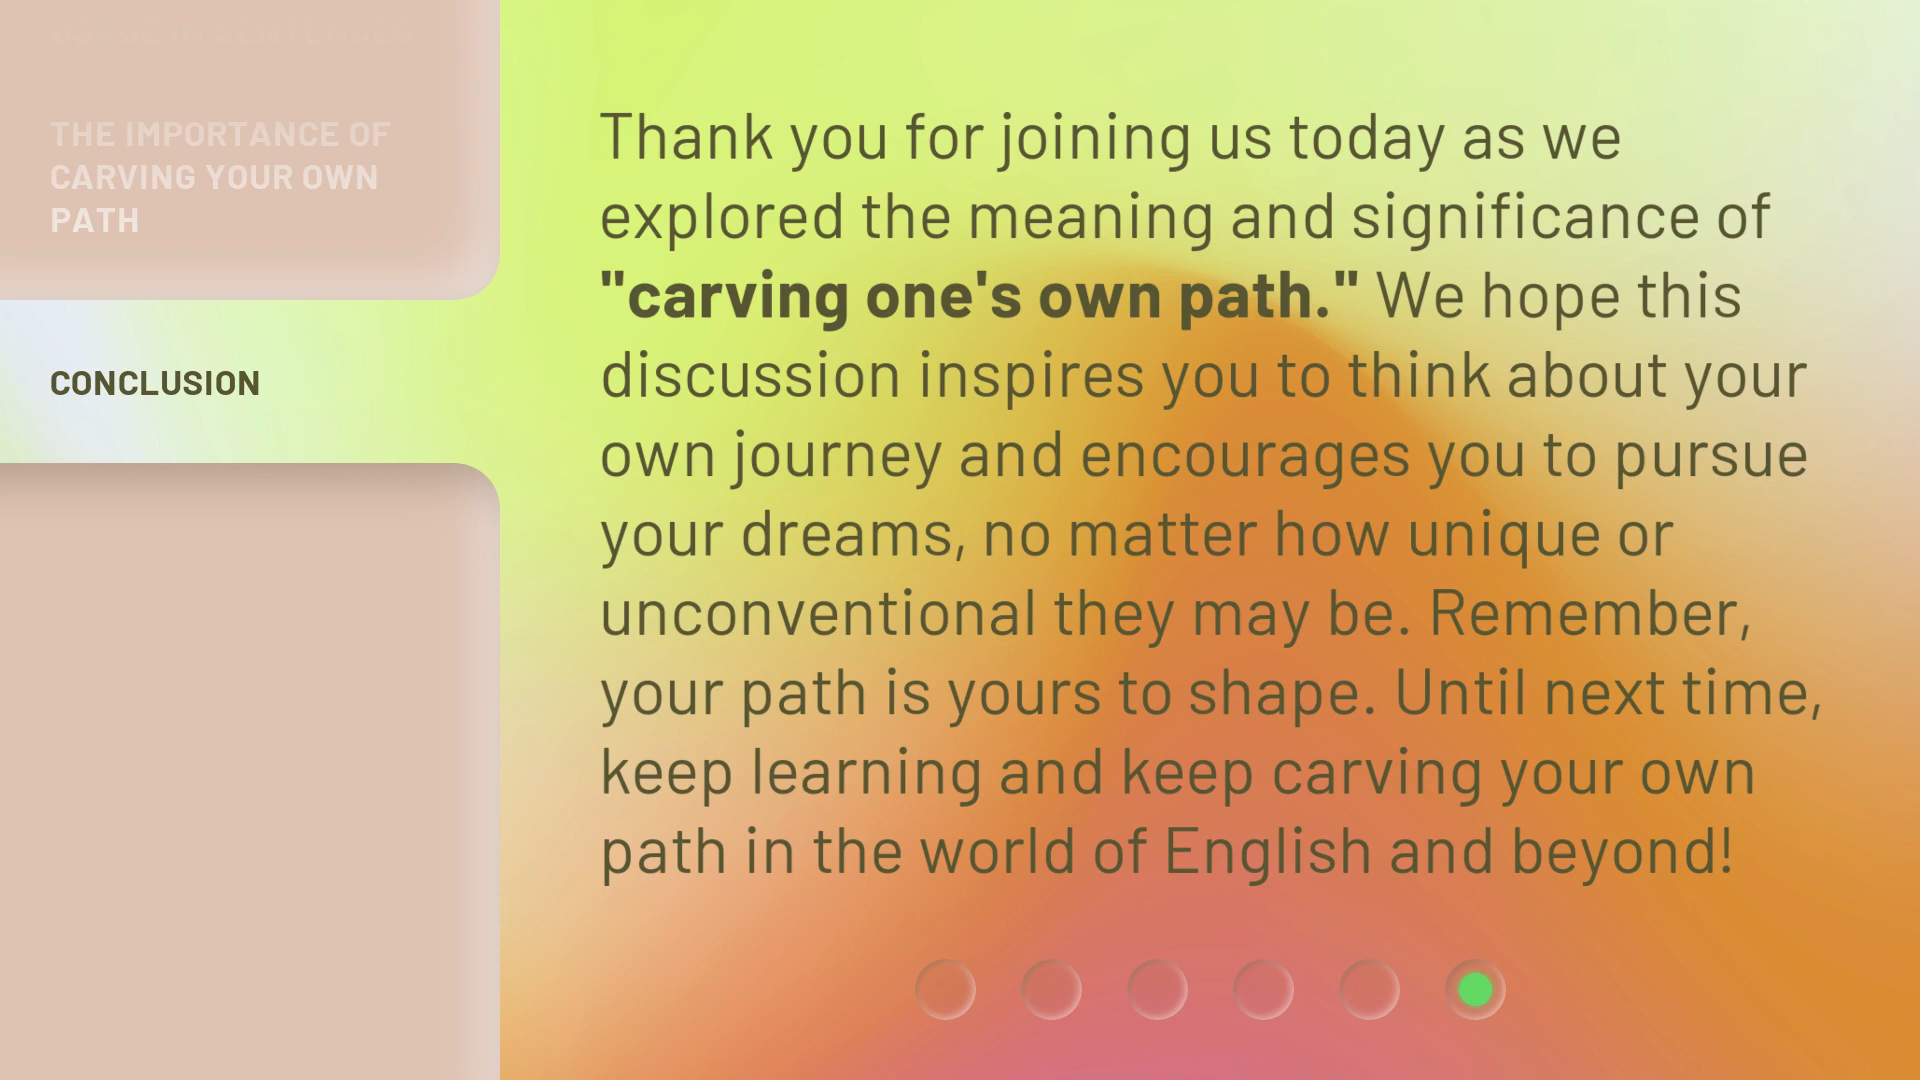 USAGE IN SENTENCES
THE IMPORTANCE OF
CARVING YOUR OWN
PATH
CONCLUSION
Thank you for joining us today as we
explored the meaning and significance of
"carving one's own path." We hope this
discussion inspires you to think about your
own journey and encourages you to pursue
your dreams, no matter how unique or
unconventional they may be. Remember,
your path is yours to shape. Until next time,
keep learning and keep carving your own
path in the world of English and beyond!